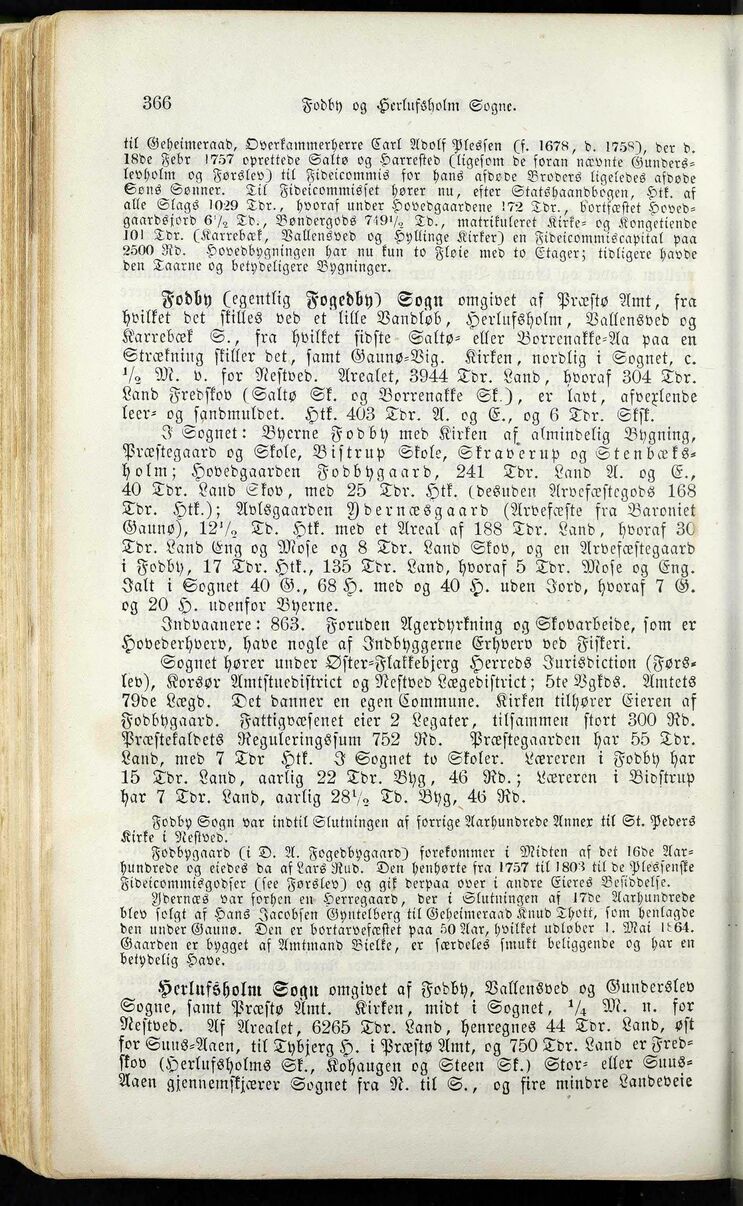 366
Fodby og Herlufsholm Sogne.
til Geheimeraad, Overkammerherre Carl Adolf Plessen (f. 1678, d. 1758), der d.
18de Febr 1757 oprettede Saltø og Harrested (ligesom de foran nævnte Gunders-
levholm og Førslev) til Fideicommis for hans afdøde Broders ligeledes afdøde
Søns Sønner. Til Fideicommisset hører nu, efter Statshaandbogen, Htk. af
alle Slags 1029 Tdr., hvoraf under Hovedgaardene 172 Tdr., bortfæstet Hoved-
gaardsjord 6½ Td., Bøndergods 749½ Td., matrikuleret Kirke- og Kongetiende
101 Tdr. (Karrebæk, Vallensved og Hyllinge Kirker) en Fideicommiscapital paa
2500 Rd. Hovedbygningen har nu kun to Fløie med to Etager; tidligere havde
den Taarne og betydeligere Bygninger.
Fodby (egentlig Fogedby) Sogn omgivet af Præstø Amt, fra
hvilket det skilles ved et lille Vandløb, Herlufsholm, Vallensved og
Karrebæk S., fra hvilket sidste Saltø- eller Borrenakke-Aa paa en
Strækning skiller det, samt Gaunø-Vig. Kirken, nordlig i Sognet, c.
½ M. v. for Nestved. Arealet, 3944 Tdr. Land, hvoraf 304 Tdr.
Land Fredskov (Saltø Sk. og Borrenakke Sk.), er lavt, afvexlende
leer- og sandmuldet. Htk. 403 Tdr. A. og E., og 6 Tdr. Skfk.
I Sognet: Byerne Fodby med Kirken af almindelig Bygning,
Præstegaard og Skole, Bistrup Skole, Skraverup og Stenbæks-
holm; Hovedgaarden Fodbygaard, 241 Tdr. Land A. og E.,
40 Tdr. Land Skov, med 25 Tdr. Htk. (desuden Arvefæstegods 168
Tdr. Htk.); Avlsgaarden Ydernæsgaard (Arvefæste fra Baroniet
Gaunø), 12½ Td. Htk. med et Areal af 188 Tdr. Land, hvoraf 30
Tdr. Land Eng og Mose og 8 Tdr. Land Skov, og en Arvefæstegaard
i Fodby, 17 Tdr. Htk., 135 Tdr. Land, hvoraf 5 Tdr. Mose og Eng.
Ialt i Sognet 40 G., 68 H. med og 40 H. uden Jord, hvoraf 7 G.
og 20 H. udenfor Byerne.
Indvaanere: 863. Foruden Agerdyrkning og Skovarbeide, som er
Hovederhverv, have nogle af Indbyggerne Erhverv ved Fiskeri.
Sognet hører under Øster-Flakkebjerg Herreds Jurisdiction (Førs-
lev), Korsør Amtstuedistrict og Nestved Lægedistrict; 5te Vgkds. Amtets
79de Lægd. Det danner en egen Commune. Kirken tilhører Eieren af
Fodbygaard. Fattigvæsenet eier 2 Legater, tilsammen stort 300 Rd.
Præstekaldets Reguleringssum 752 Rd. Præstegaarden har 55 Tdr.
Land, med 7 Tdr Htk. I Sognet to Skoler. Læreren i Fodby har
15 Tdr. Land, aarlig 22 Tdr. Byg, 46 Rd.; Læreren i Bidstrup
har 7 Tdr. Land, aarlig 28½ Td. Byg, 46 Rd.
Fodby Sogn var indtil Slutningen af forrige Aarhundrede Annex til St. Peders
Kirke i Nestved.
Fodbygaard (i D. A. Fogedbygaard) forekommer i Midten af det 16de Aar-
hundrede og eiedes da af Lars Rud. Den henhørte fra 1757 til 1803 til de Plessenske
Fideicommisgodser (see Førslev) og gik derpaa over i andre Eieres Besiddelse.
Ydernæs var forhen en Herregaard, der i Slutningen af 17de Aarhundrede
blev solgt af Hans Jacobsen Gyntelberg til Geheimeraad Knud Thott, som henlagde
den under Gaunø. Den er bortarvefæstet paa 50 Aar, hvilket udløber 1. Mai 1864.
Gaarden er bygget af Amtmand Bielke, er særdeles smukt beliggende og har en
betydelig Have.
Herlufsholm Sogn omgivet af Fodby, Vallensved og Gunderslev
Sogne, samt Præstø Amt. Kirken, midt i Sognet, ¼ M. n. for
Nestved. Af Arealet, 6265 Tdr. Land, henregnes 44 Tdr. Land, øst
for Suus-Aaen, til Tybjerg H. i Præstø Amt, og 750 Tdr. Land er Fred-
skov (Herlufsholms Sk., Kohaugen og Steen Sk.) Stor- eller Suus-
Aaen gjennemskjærer Sognet fra N. til S., og fire mindre Landeveie